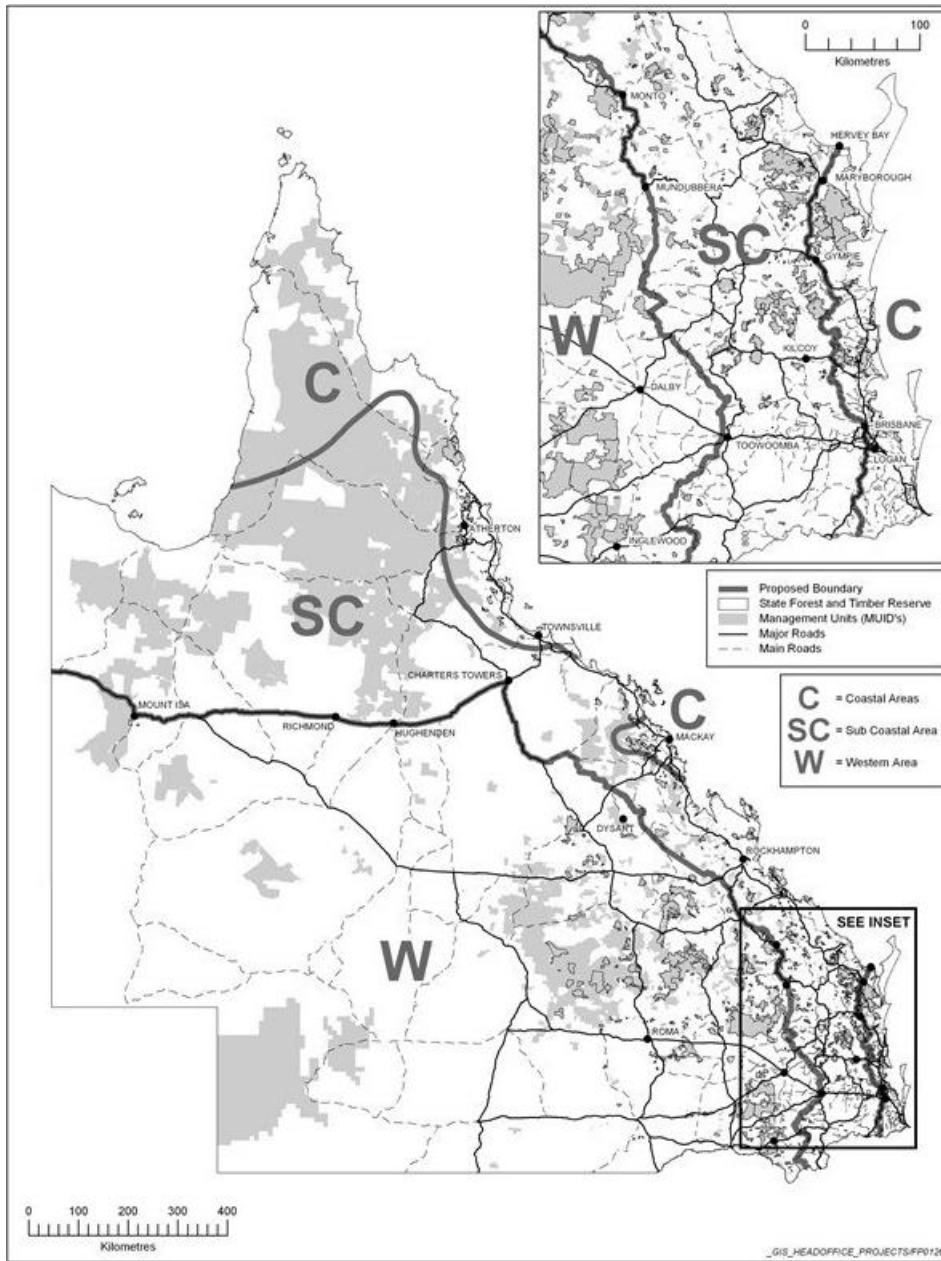 0 100
Kilometres
MONTO
HERVEY BAY
MARYBOROUGH
MUNDUBBERA
SC
GYMPIE
C
W
KILCOY
DALBY
BRISBANE
TOOWOOMBA
LOGAN
INGLEWOOD
C
ATHERTON
Proposed Boundary
State Forest and Timber Reserve
Management Units (MUID's)
Major Roads
Main Roads
SC
TOWNSVILLE
CHARTERS TOWERS
C = Coastal Areas
SC = Sub Coastal Area
W = Western Area
MOUNT ISA
RICHMOND
HUGHENDEN
C
MACKAY
DYSART
ROCKHAMPTON
SEE INSET
W
ROMA
0 100 200 300 400
Kilometres
_GIS_HEADOFFICE_PROJECTS/FP0126